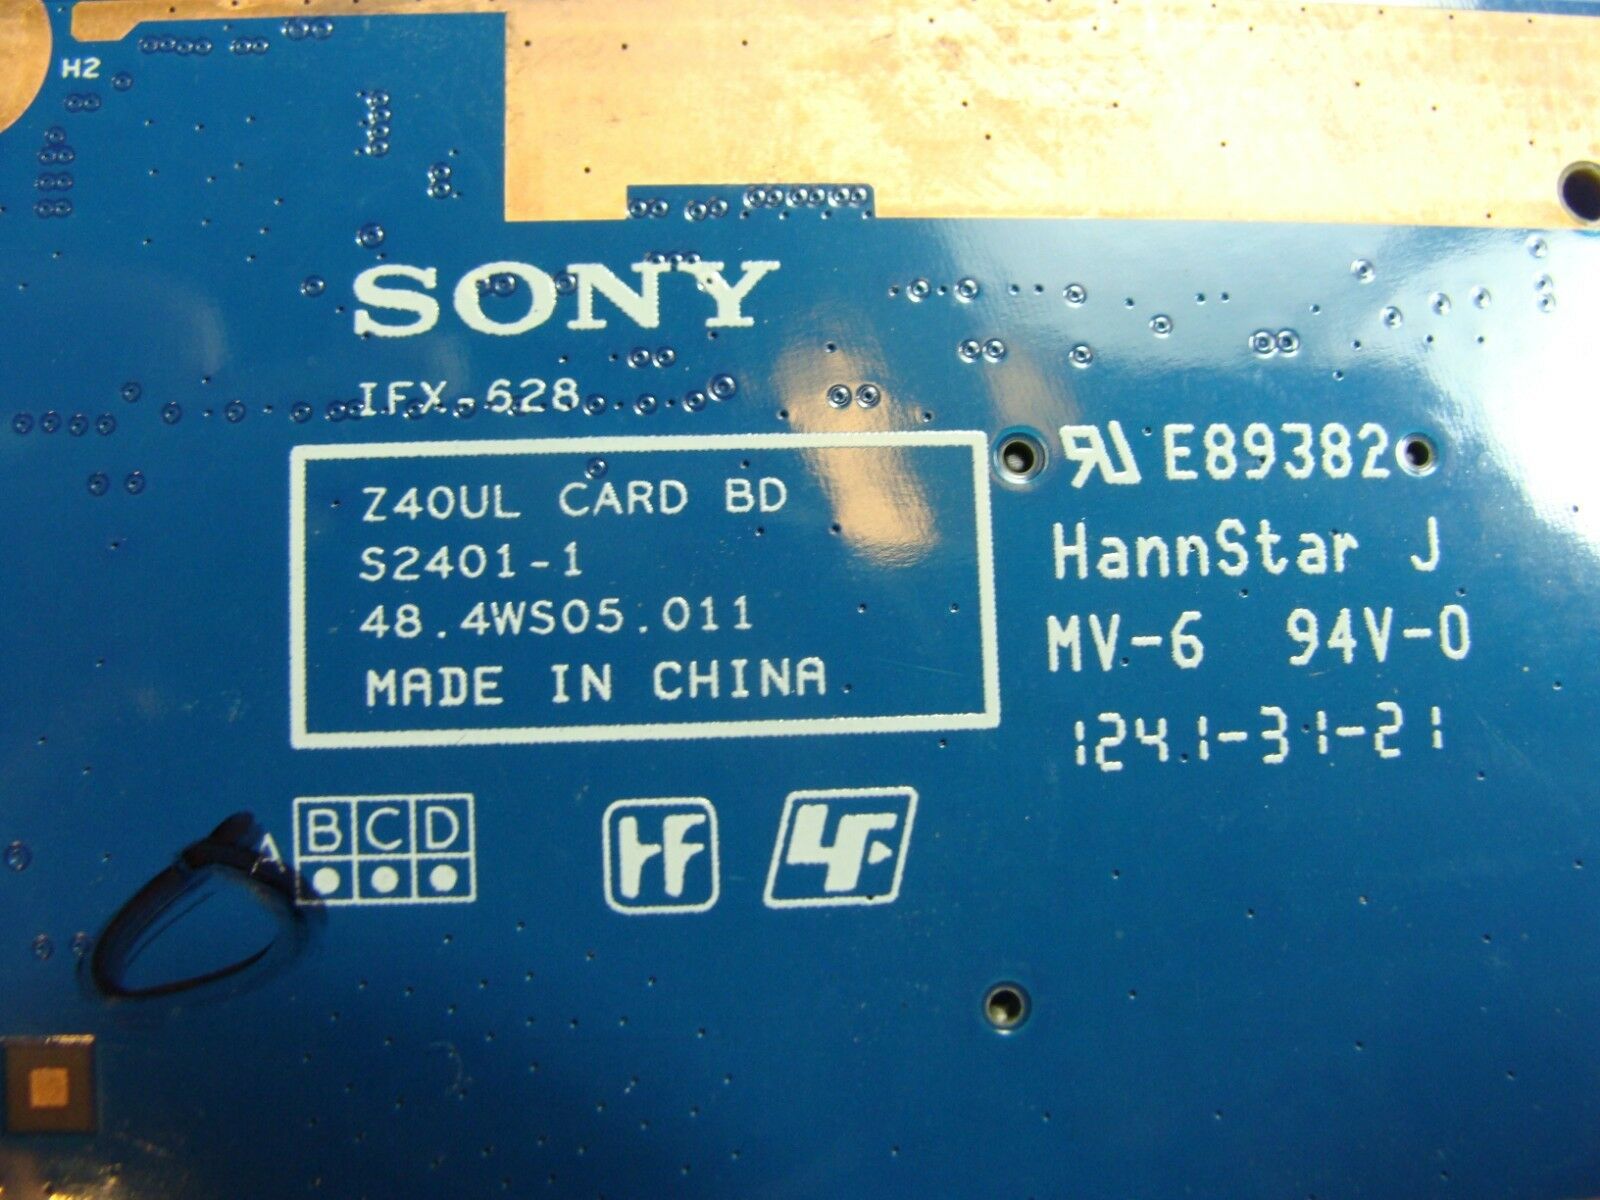 H2
SONY
IFX-628
Z40UL CARD BD
S2401-1
48.4WS05.011
MADE IN CHINA
E89382
HannStar J
MV-6 94V-0
1241-31-21
A B C D